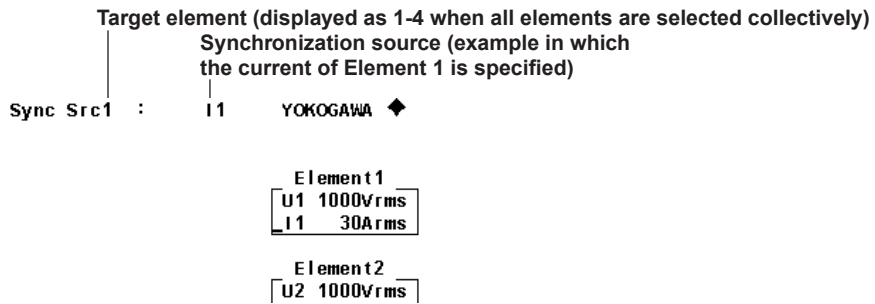 Target element (displayed as 1-4 when all elements are selected collectively)
Synchronization source (example in which
the current of Element 1 is specified)
Sync Src1 : I1 YOKOGAWA ◆
Element1
U1 1000Vrms
I1 30Arms
Element2
U2 1000Vrms